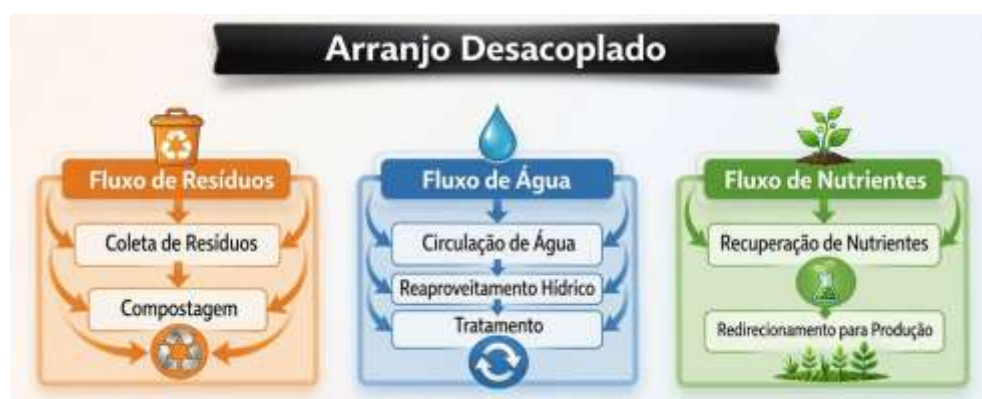 Arranjo Desacoplado
Fluxo de Resíduos
Coleta de Resíduos
Compostagem
Fluxo de Água
Circulação de Água
Reaproveitamento Hídrico
Tratamento
Fluxo de Nutrientes
Recuperação de Nutrientes
Redirecionamento para Produção